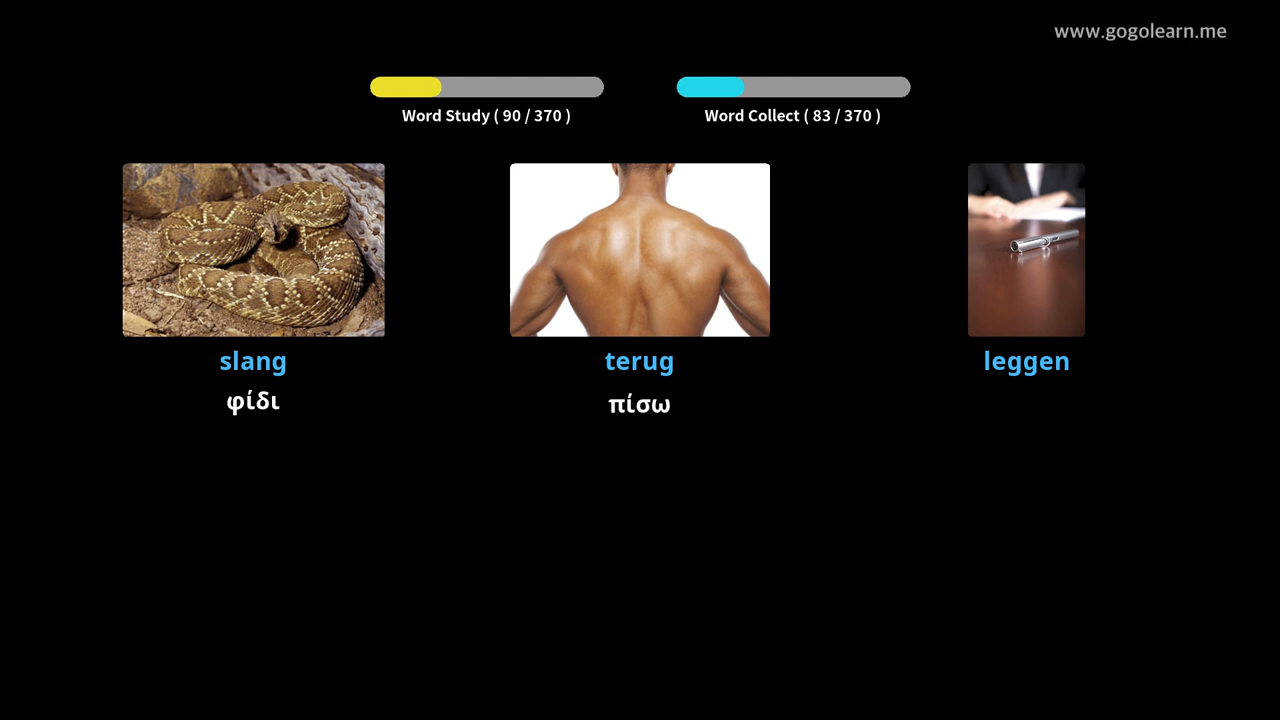 www.gogolearn.me
Word Study ( 90 / 370 )
Word Collect ( 83 / 370 )
slang
terug
leggen
φίδι
πίσω